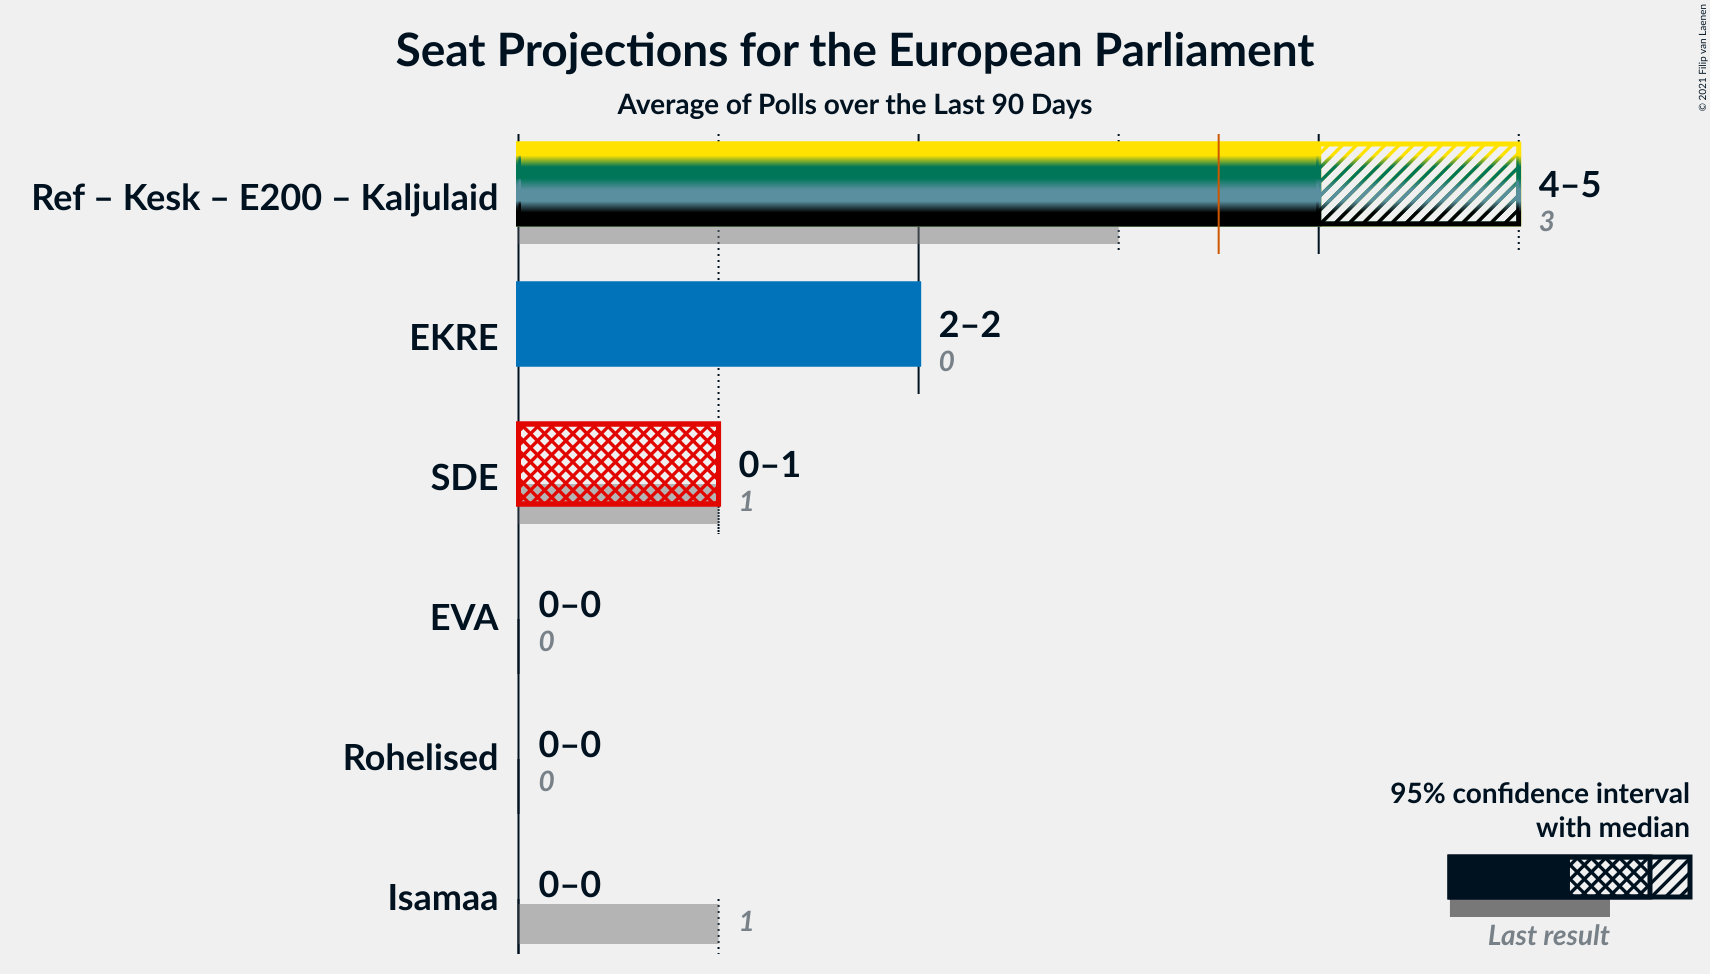 Seat Projections for the European Parliament
Average of Polls over the Last 90 Days
© 2021 Filip van Laenen
Ref – Kesk – E200 – Kaljulaid
4–5
3
EKRE
2–2
0
SDE
0–1
1
EVA
0–0
0
Rohelised
0–0
0
Isamaa
0–0
1
95% confidence interval
with median
Last result